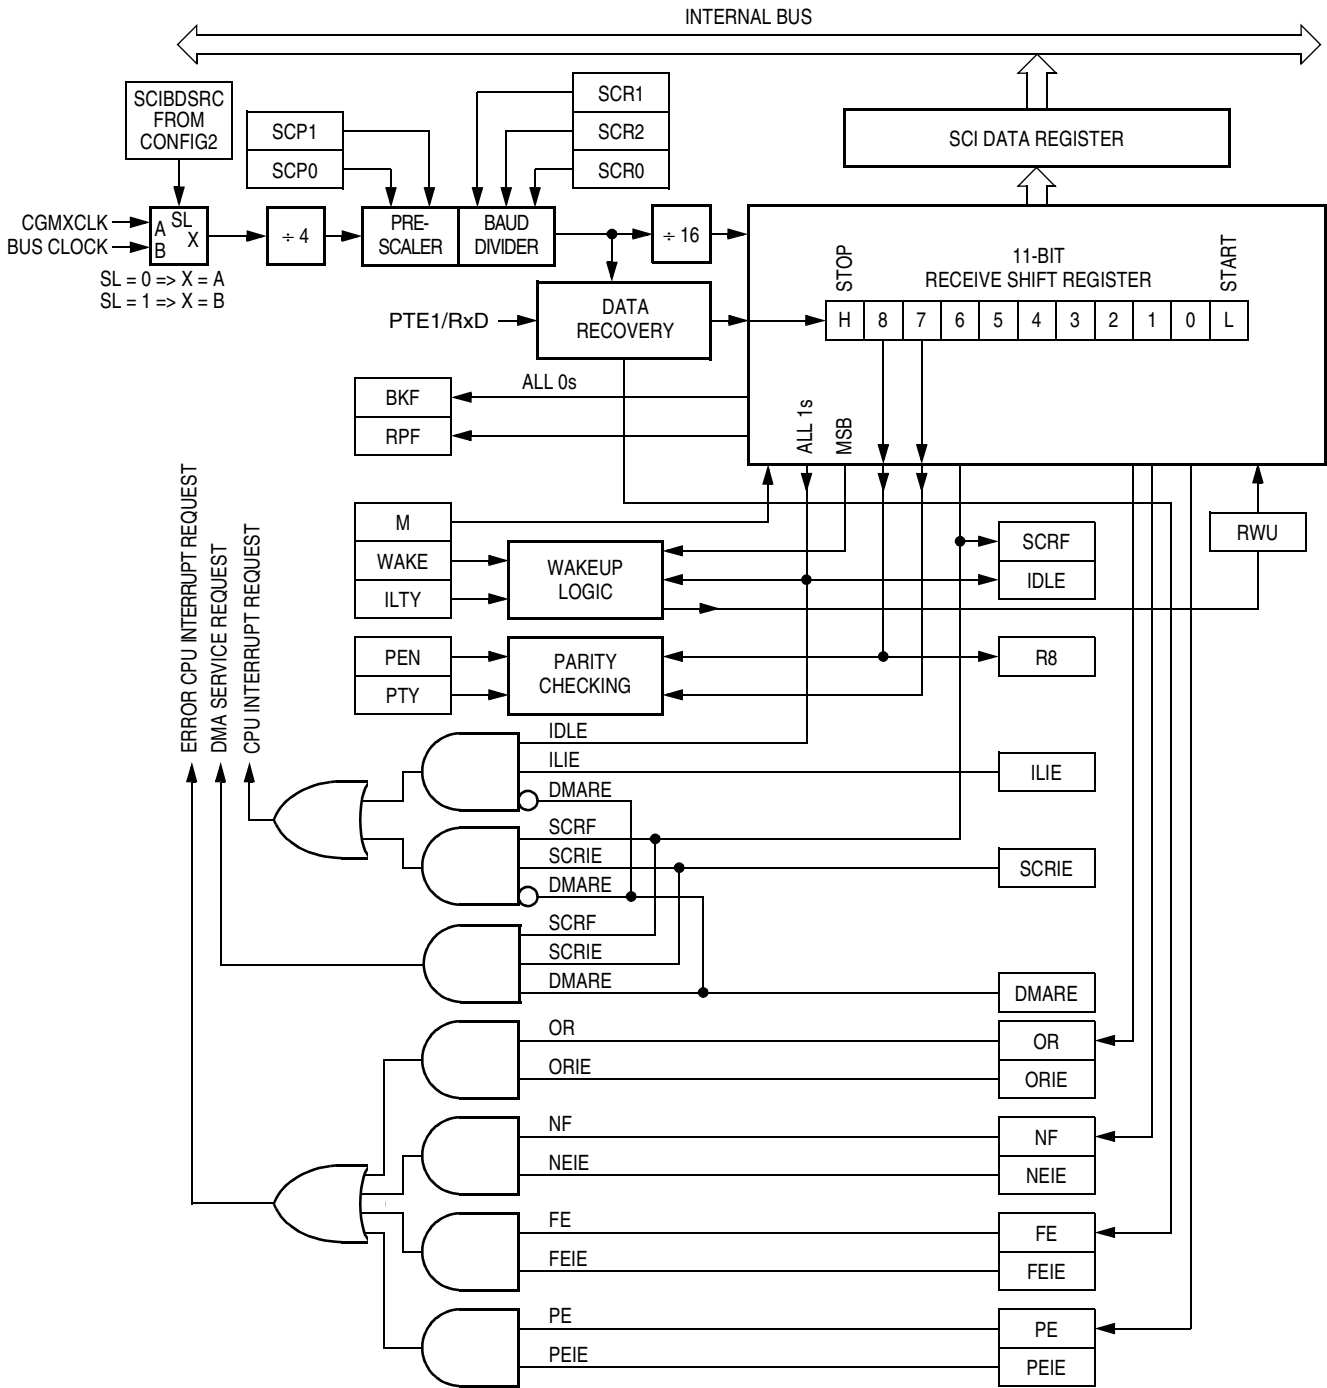 INTERNAL BUS
SCIBDSRC
FROM
CONFIG2
SCP1
SCP0
SCR1
SCR2
SCR0
SCI DATA REGISTER
CGMXCLK
BUS CLOCK
A
B
SL
X
SL = 0 => X = A
SL = 1 => X = B
÷ 4
PRE-
SCALER
BAUD
DIVIDER
÷ 16
STOP
11-BIT
RECEIVE SHIFT REGISTER
START
H 8 7 6 5 4 3 2 1 0 L
PTE1/RxD
DATA
RECOVERY
ALL 0s
BKF
RPF
ALL 1s
MSB
M
WAKE
ILTY
WAKEUP
LOGIC
SCRF
IDLE
RWU
PEN
PTY
PARITY
CHECKING
R8
ERROR CPU INTERRUPT REQUEST
DMA SERVICE REQUEST
CPU INTERRUPT REQUEST
IDLE
ILIE
DMARE
ILIE
SCRF
SCRIE
DMARE
SCRIE
SCRF
SCRIE
DMARE
DMARE
OR
ORIE
OR
ORIE
NF
NEIE
NF
NEIE
FE
FEIE
FE
FEIE
PE
PEIE
PE
PEIE